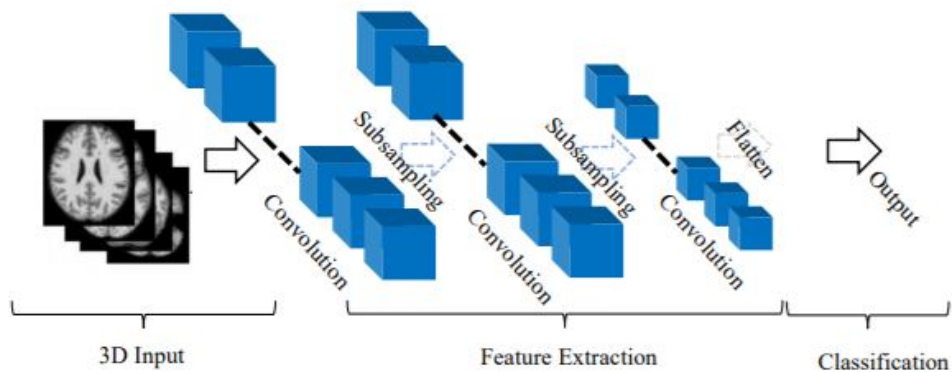 Convolution
Subsampling
Convolution
Subsampling
Convolution
Flatten
Output
3D Input
Feature Extraction
Classification